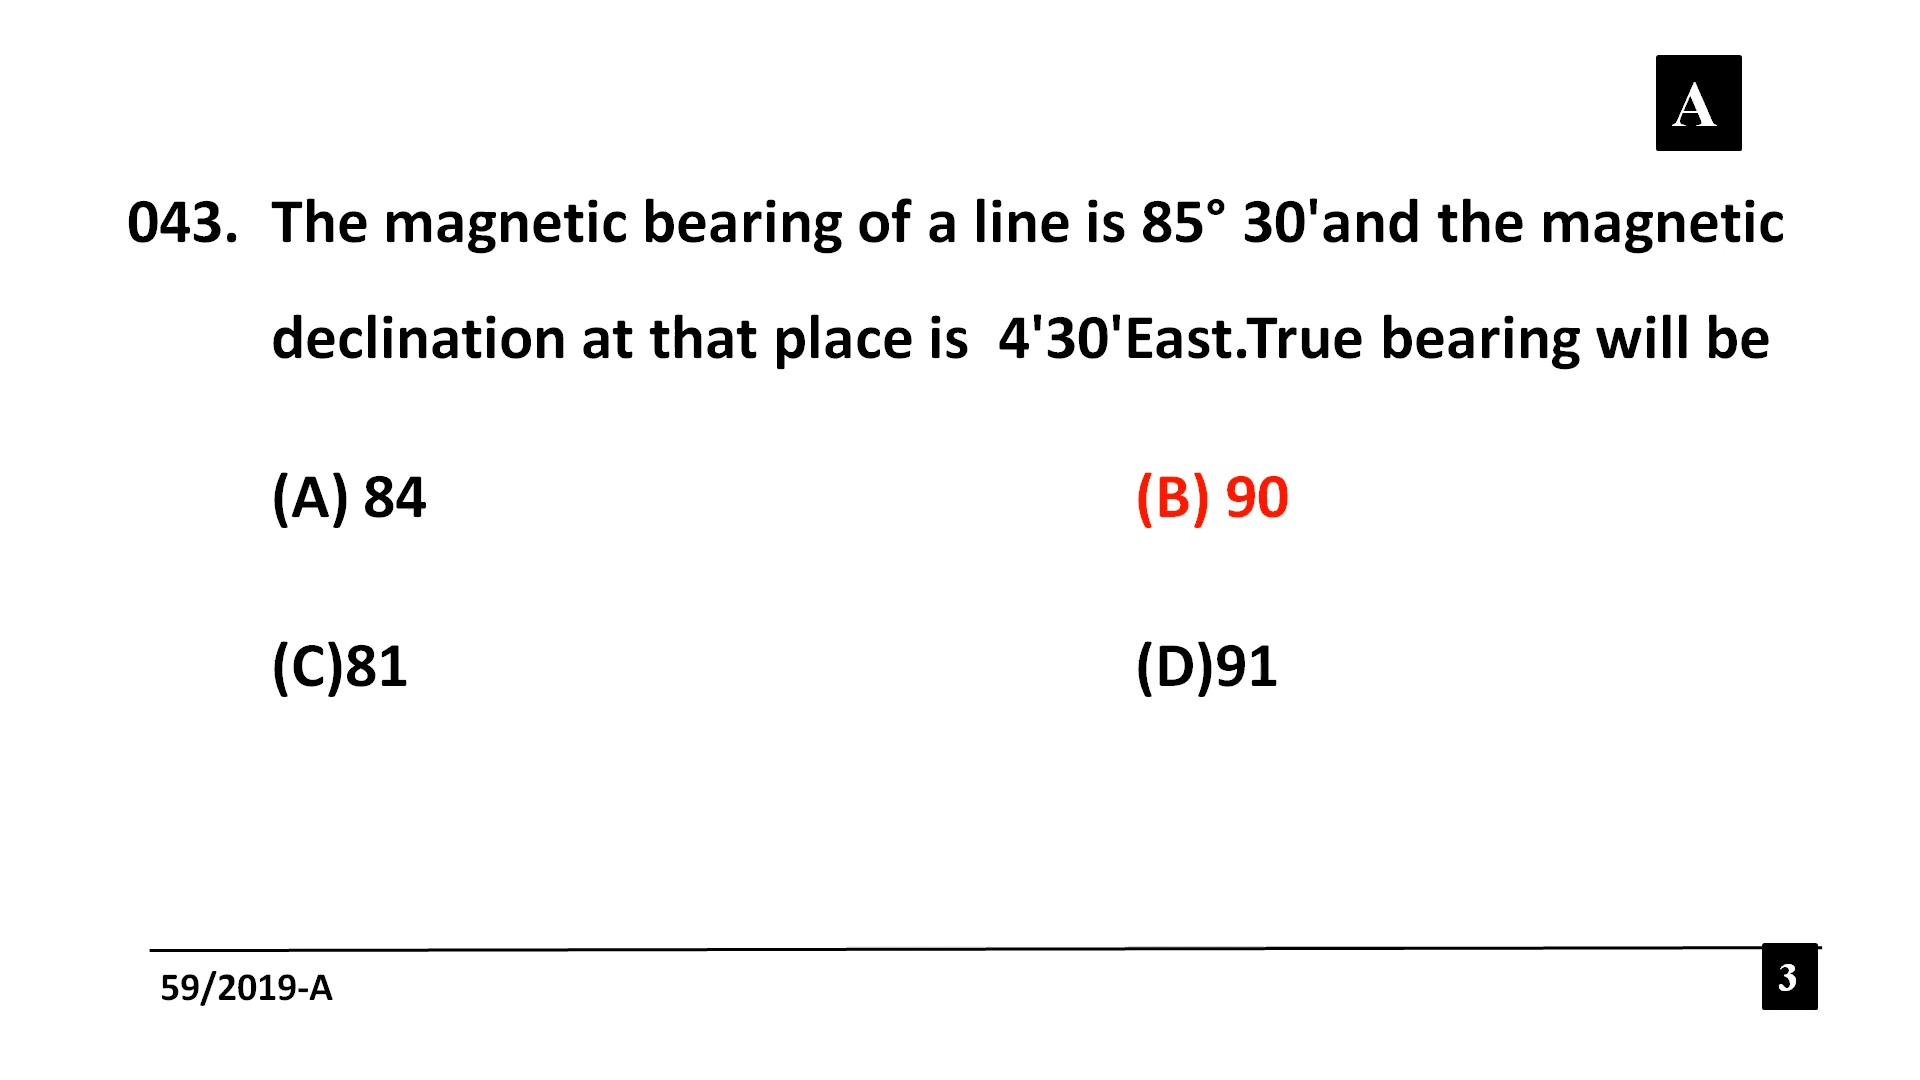 A
043. The magnetic bearing of a line is 85° 30'and the magnetic
declination at that place is 4'30'East.True bearing will be
(A) 84 (B) 90
(C)81 (D)91
59/2019-A 3